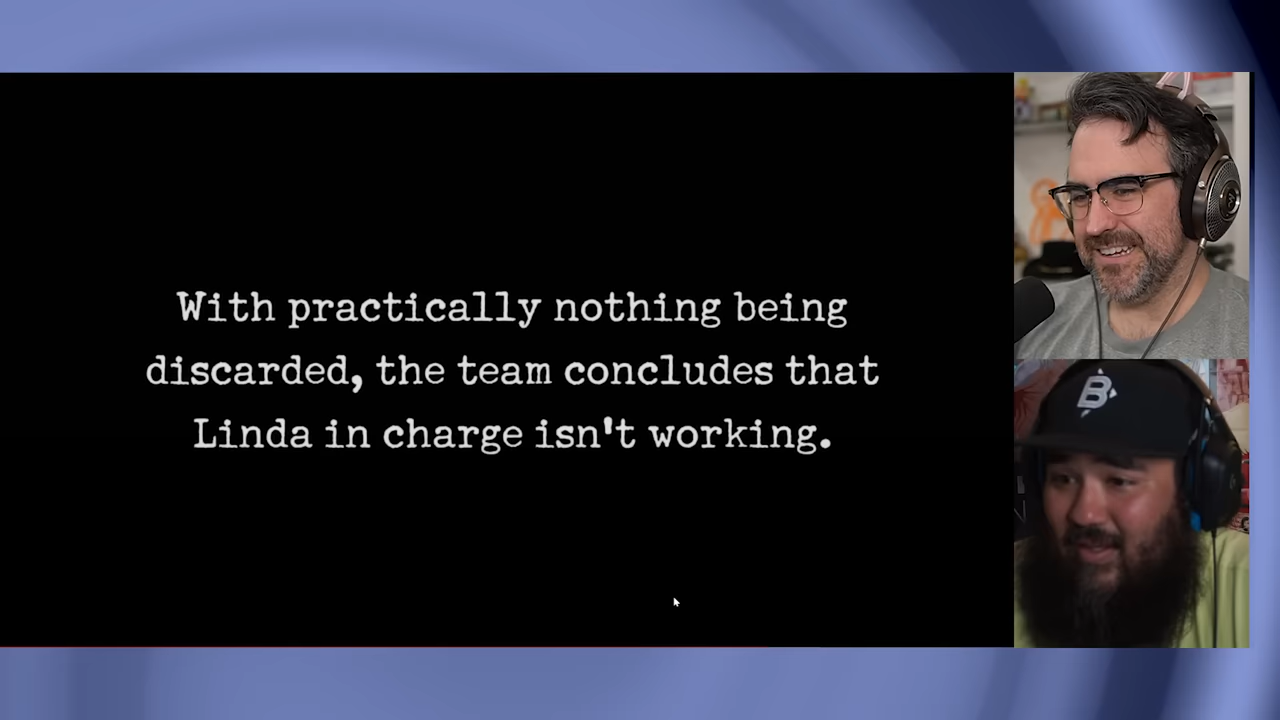 With practically nothing being
discarded, the team concludes that
Linda in charge isn't working.
B